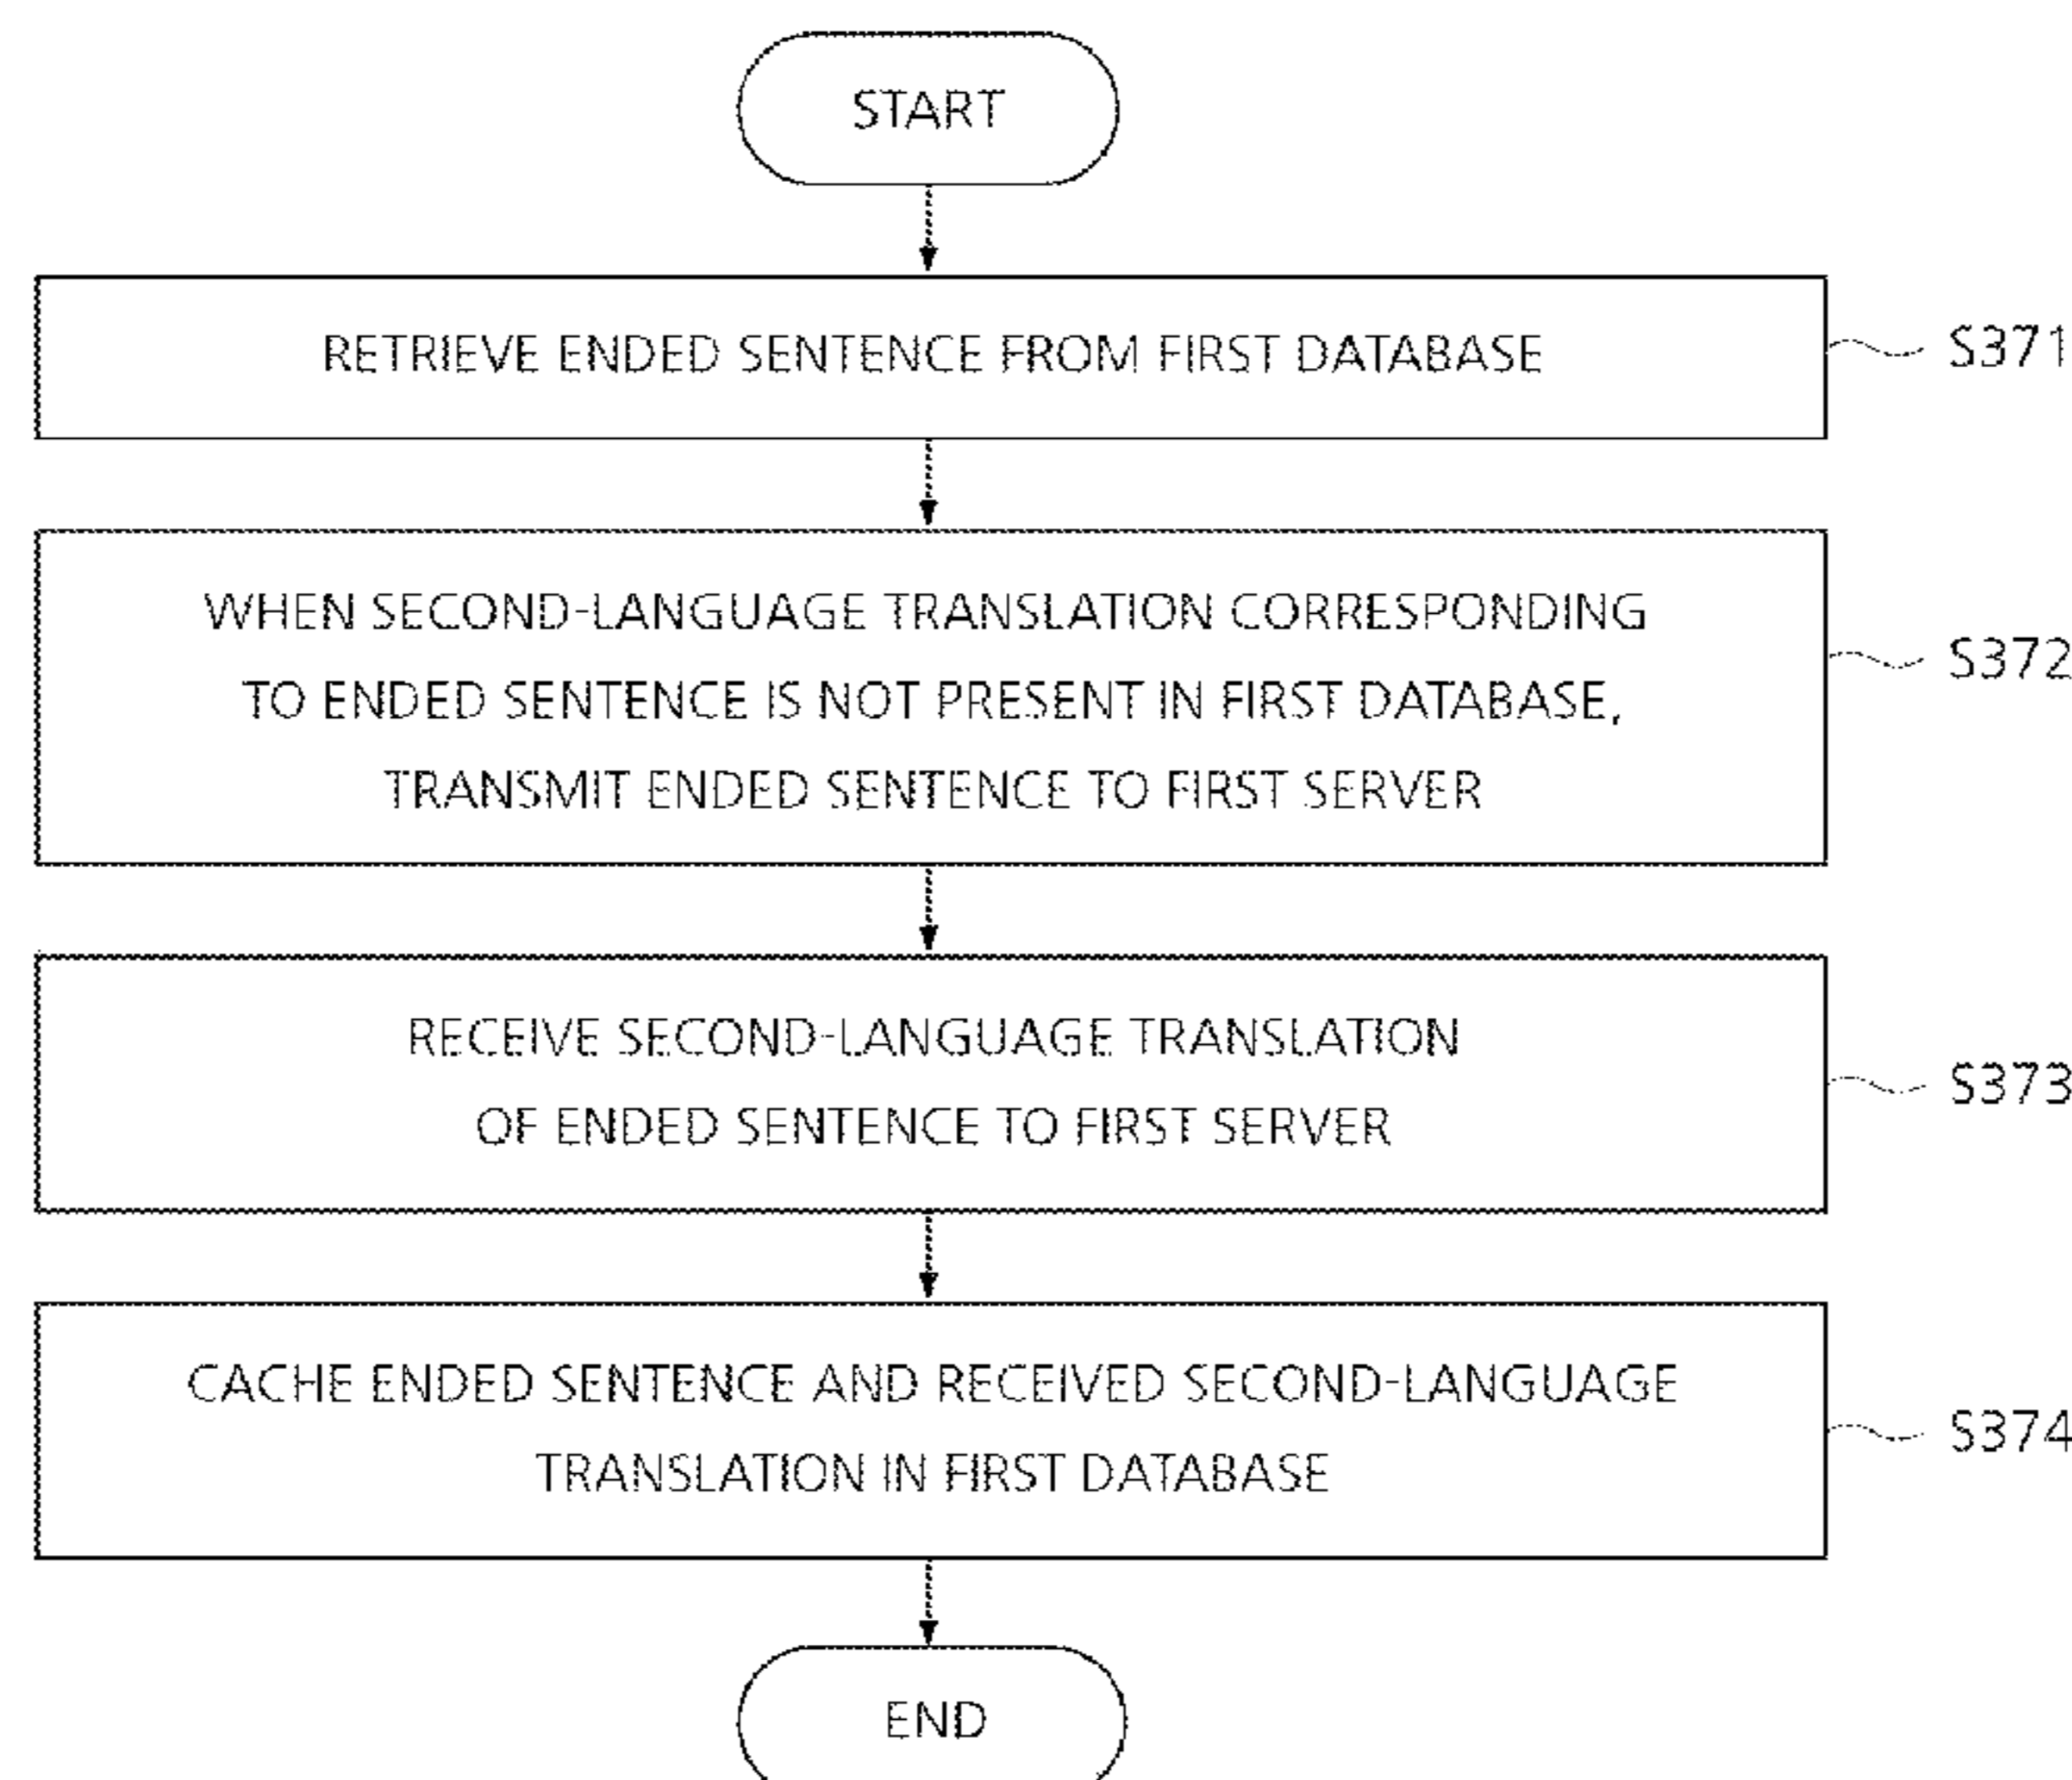 START
RETRIEVE ENDED SENTENCE FROM FIRST DATABASE
S371
WHEN SECOND-LANGUAGE TRANSLATION CORRESPONDING
TO ENDED SENTENCE IS NOT PRESENT IN FIRST DATABASE,
TRANSMIT ENDED SENTENCE TO FIRST SERVER
S372
RECEIVE SECOND-LANGUAGE TRANSLATION
OF ENDED SENTENCE TO FIRST SERVER
S373
CACHE ENDED SENTENCE AND RECEIVED SECOND-LANGUAGE
TRANSLATION IN FIRST DATABASE
S374
END